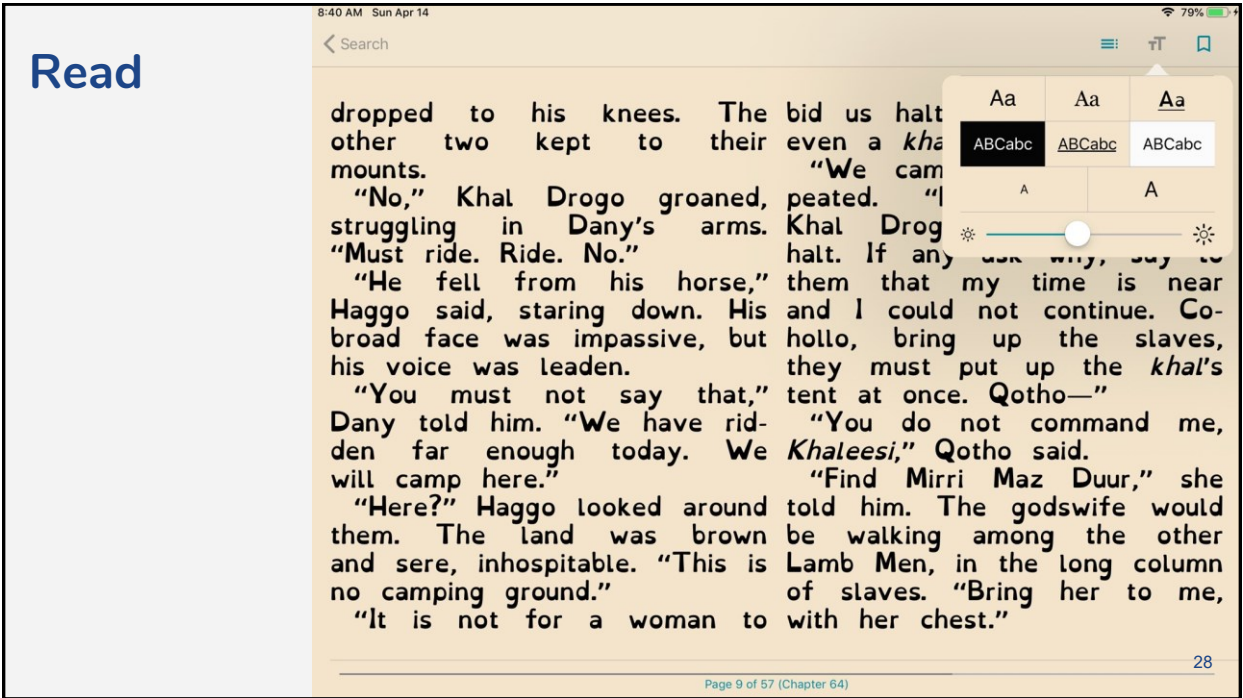 Read
8:40 AM Sun Apr 14
79%
Search
Aa Aa Aa
ABCabc ABCabc ABCabc
A A
dropped to his knees. The
other two kept to their
mounts.
“No,” Khal Drogo groaned,
struggling in Dany’s arms.
“Must ride. Ride. No.”
“He fell from his horse,”
Haggo said, staring down. His
broad face was impassive, but
his voice was leaden.
“You must not say that,”
Dany told him. “We have rid-
den far enough today. We
will camp here.”
“Here?” Haggo looked around
them. The land was brown
and sere, inhospitable. “This is
no camping ground.”
“It is not for a woman to
bid us halt
even a
“We
peated.
Khal
halt. If any ask why, say to
them that my time is near
and I could not continue. Co-
hollo, bring up the slaves,
they must put up the khal’s
tent at once. Qotho—”
“You do not command me,
Khaleesi,” Qotho said.
“Find Mirri Maz Duur,” she
told him. The godswife would
be walking among the other
Lamb Men, in the long column
of slaves. “Bring her to me,
with her chest.”
28
Page 9 of 57 (Chapter 64)